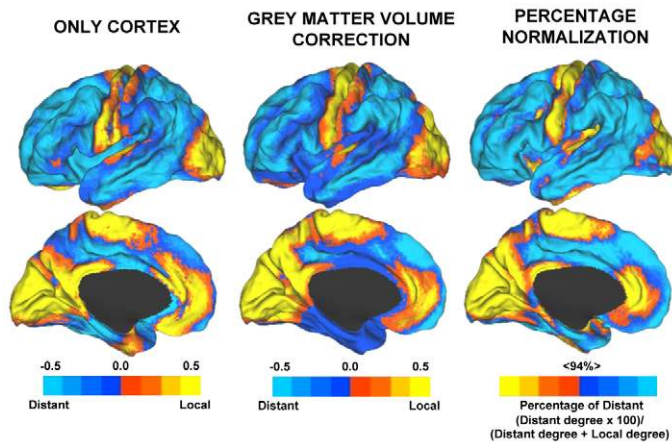 ONLY CORTEX
GREY MATTER VOLUME
CORRECTION
PERCENTAGE
NORMALIZATION
-0.5 0.0 0.5
Distant Local
-0.5 0.0 0.5
Distant Local
<94%>
Percentage of Distant
(Distant degree x 100)/
(Distant degree + Local degree)